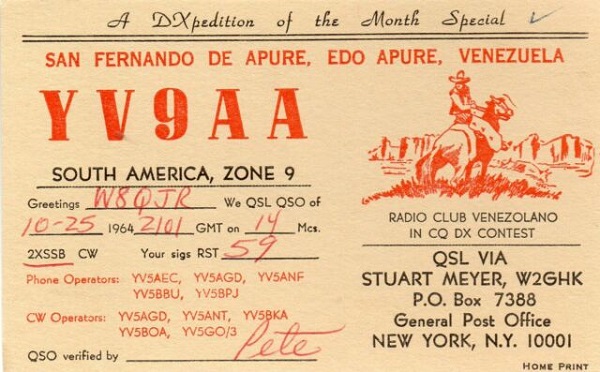 A DXpedition of the Month Special
SAN FERNANDO DE APURE, EDO APURE, VENEZUELA
YV9AA
SOUTH AMERICA, ZONE 9
Greetings W8QJR We QSL QSO of
10-25 1964 2101 GMT on 14 Mcs.
2XSSB CW Your sigs RST 59
Phone Operators: YV5AEC, YV5AGD, YV5ANF
YV5BBU, YV5BPJ
CW Operators: YV5AGD, YV5ANT, YV5BKA
YV5BOA, YV5GO/3
QSO verified by Pete
RADIO CLUB VENEZOLANO
IN CQ DX CONTEST
QSL VIA
STUART MEYER, W2GHK
P.O. Box 7388
General Post Office
NEW YORK, N.Y. 10001
HOME PRINT